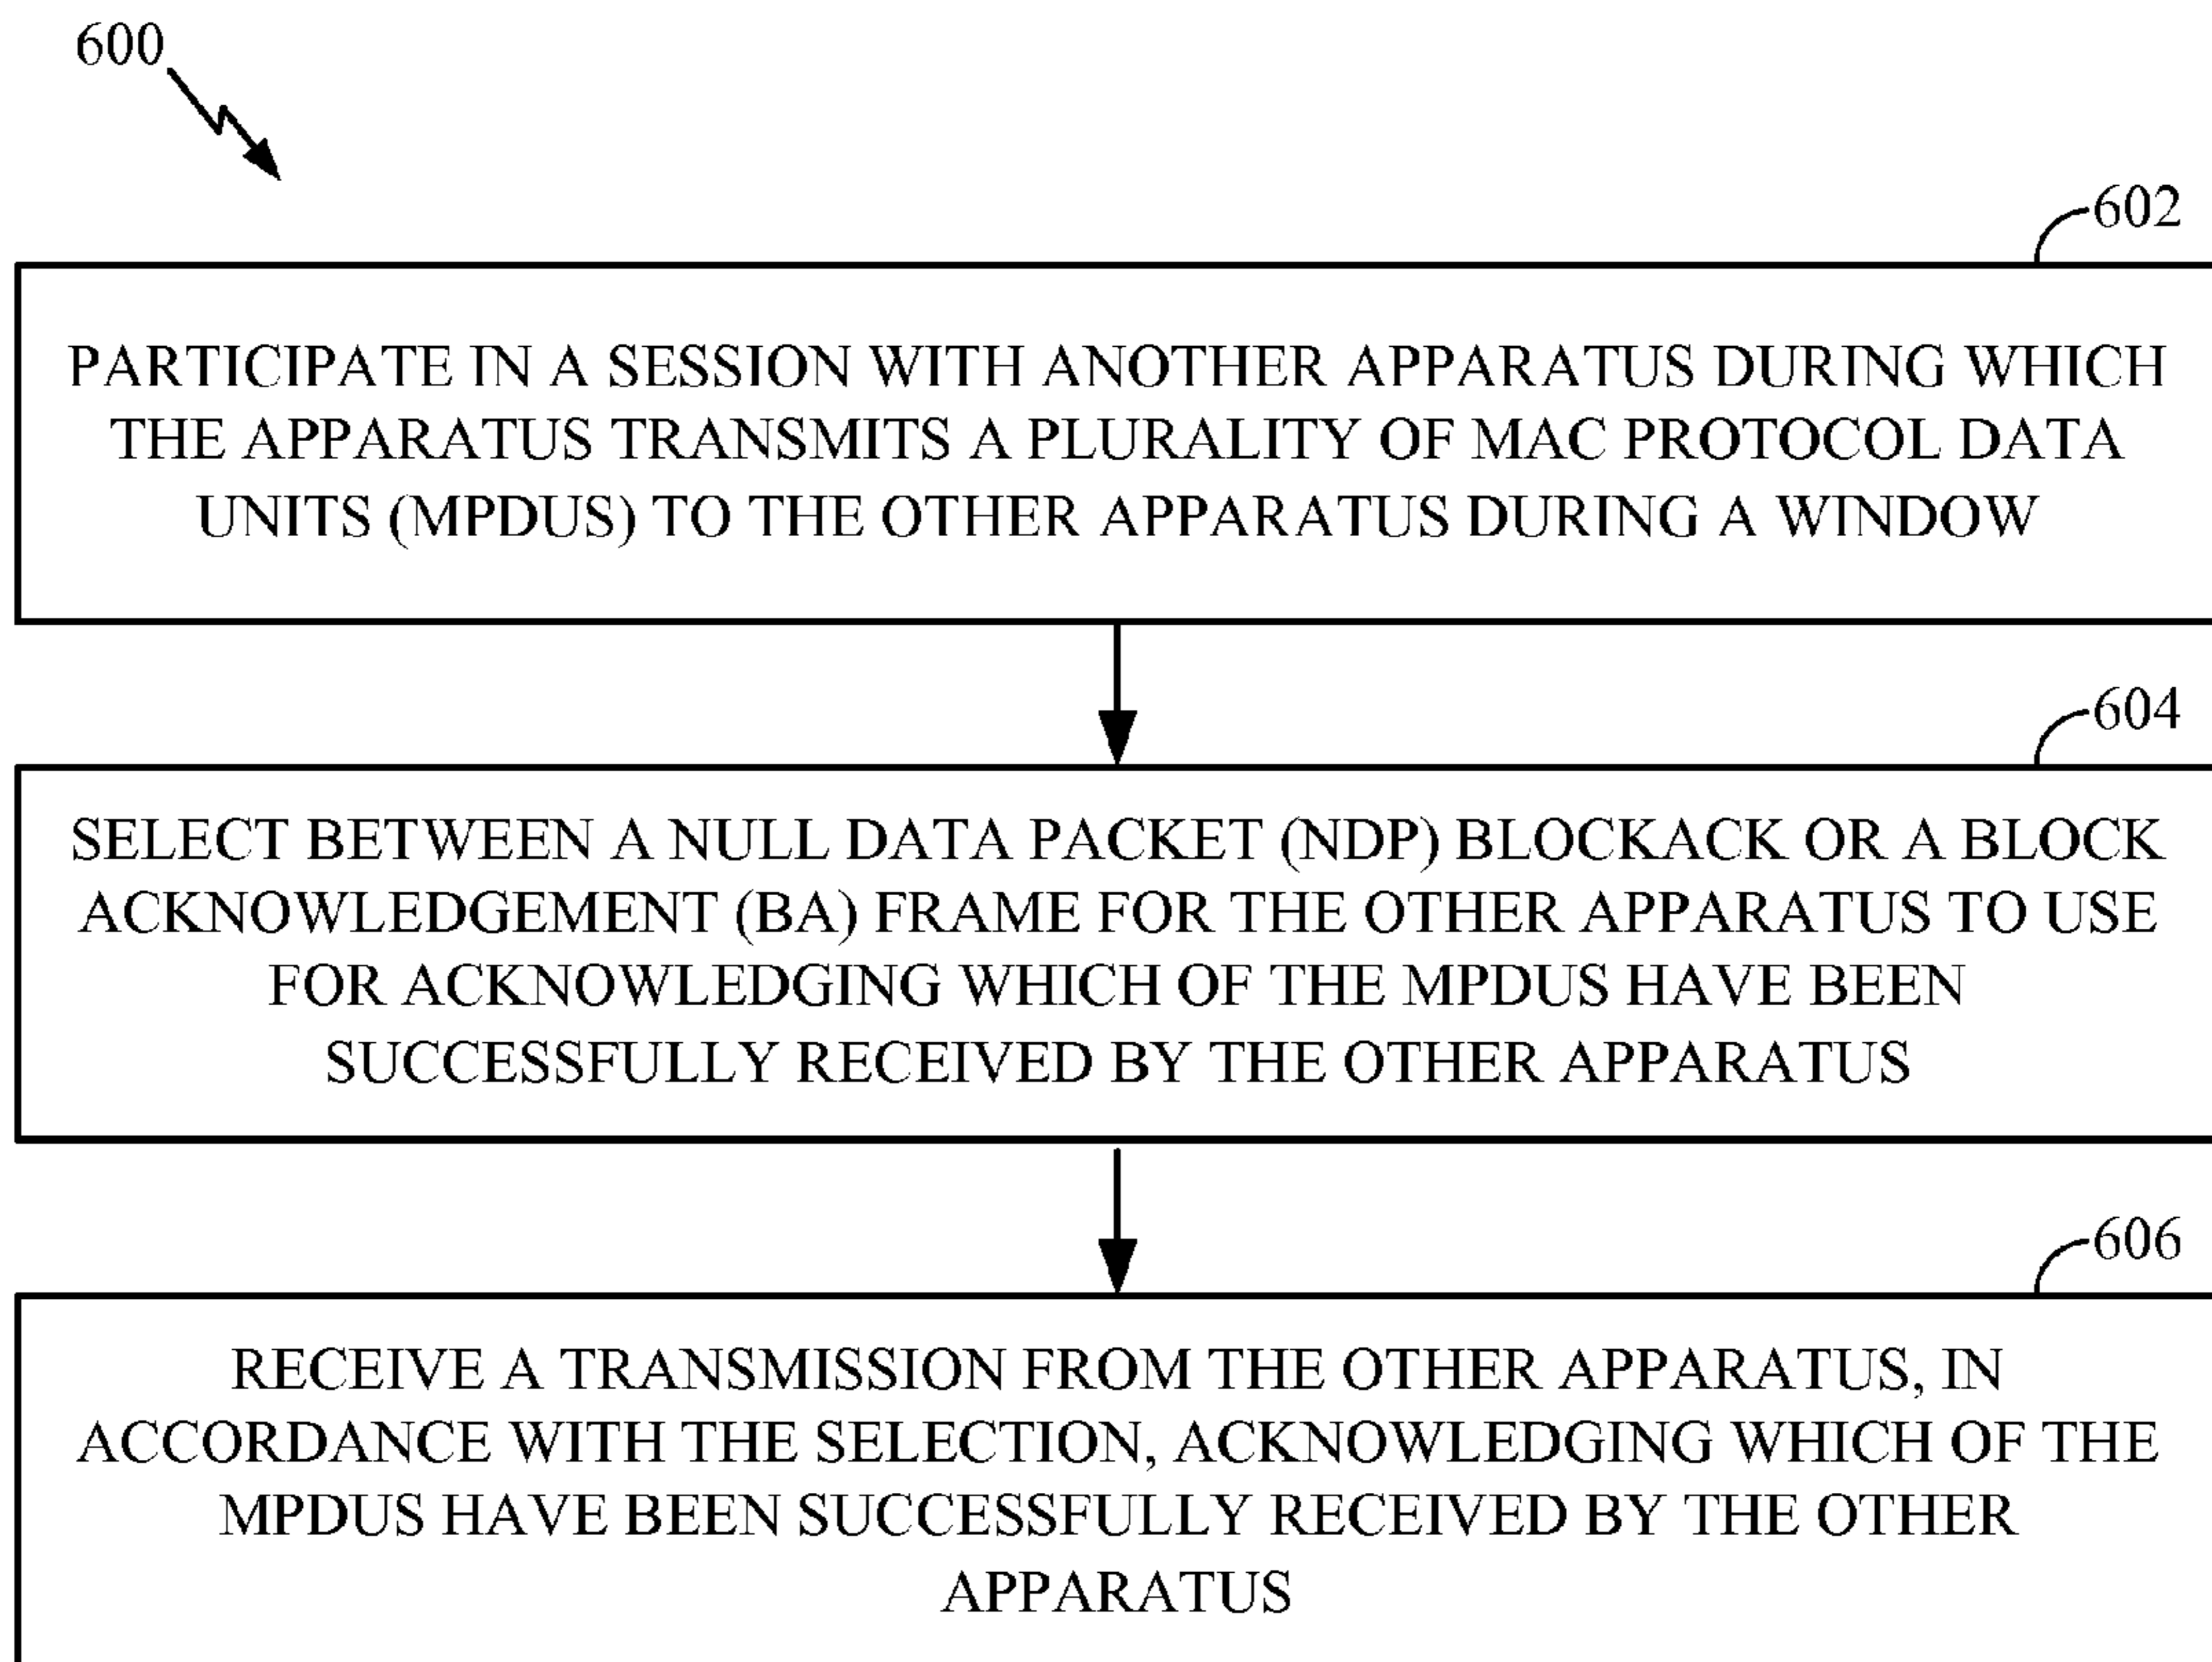 600
602
PARTICIPATE IN A SESSION WITH ANOTHER APPARATUS DURING WHICH
THE APPARATUS TRANSMITS A PLURALITY OF MAC PROTOCOL DATA
UNITS (MPDUS) TO THE OTHER APPARATUS DURING A WINDOW
604
SELECT BETWEEN A NULL DATA PACKET (NDP) BLOCKACK OR A BLOCK
ACKNOWLEDGEMENT (BA) FRAME FOR THE OTHER APPARATUS TO USE
FOR ACKNOWLEDGING WHICH OF THE MPDUS HAVE BEEN
SUCCESSFULLY RECEIVED BY THE OTHER APPARATUS
606
RECEIVE A TRANSMISSION FROM THE OTHER APPARATUS, IN
ACCORDANCE WITH THE SELECTION, ACKNOWLEDGING WHICH OF THE
MPDUS HAVE BEEN SUCCESSFULLY RECEIVED BY THE OTHER
APPARATUS